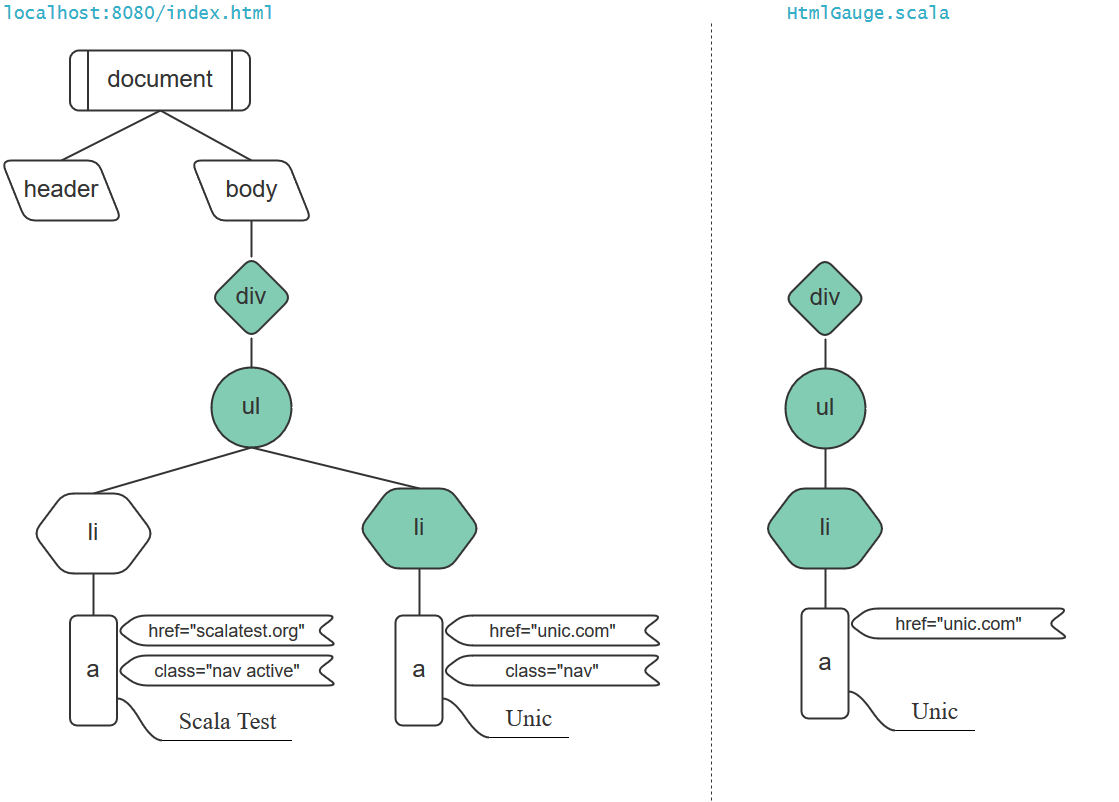 localhost:8080/index.html
HtmlGauge.scala
document
header
body
div
ul
li
li
a
href="scalatest.org"
class="nav active"
Scala Test
a
href="unic.com"
class="nav"
Unic
div
ul
li
a
href="unic.com"
Unic